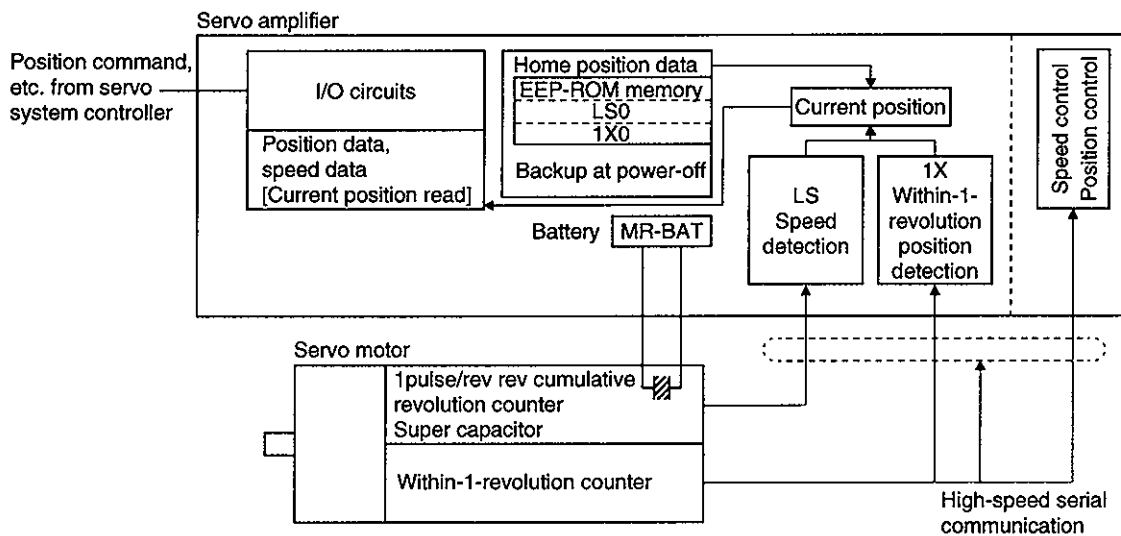 Servo amplifier
Position command,
etc. from servo
system controller
I/O circuits
Position data,
speed data
[Current position read]
Home position data
EEP-ROM memory
LS0
1X0
Backup at power-off
Current position
LS
Speed
detection
1X
Within-1-
revolution
position
detection
Speed control
Position control
Battery
MR-BAT
Servo motor
1pulse/rev rev cumulative
revolution counter
Super capacitor
Within-1-revolution counter
High-speed serial
communication